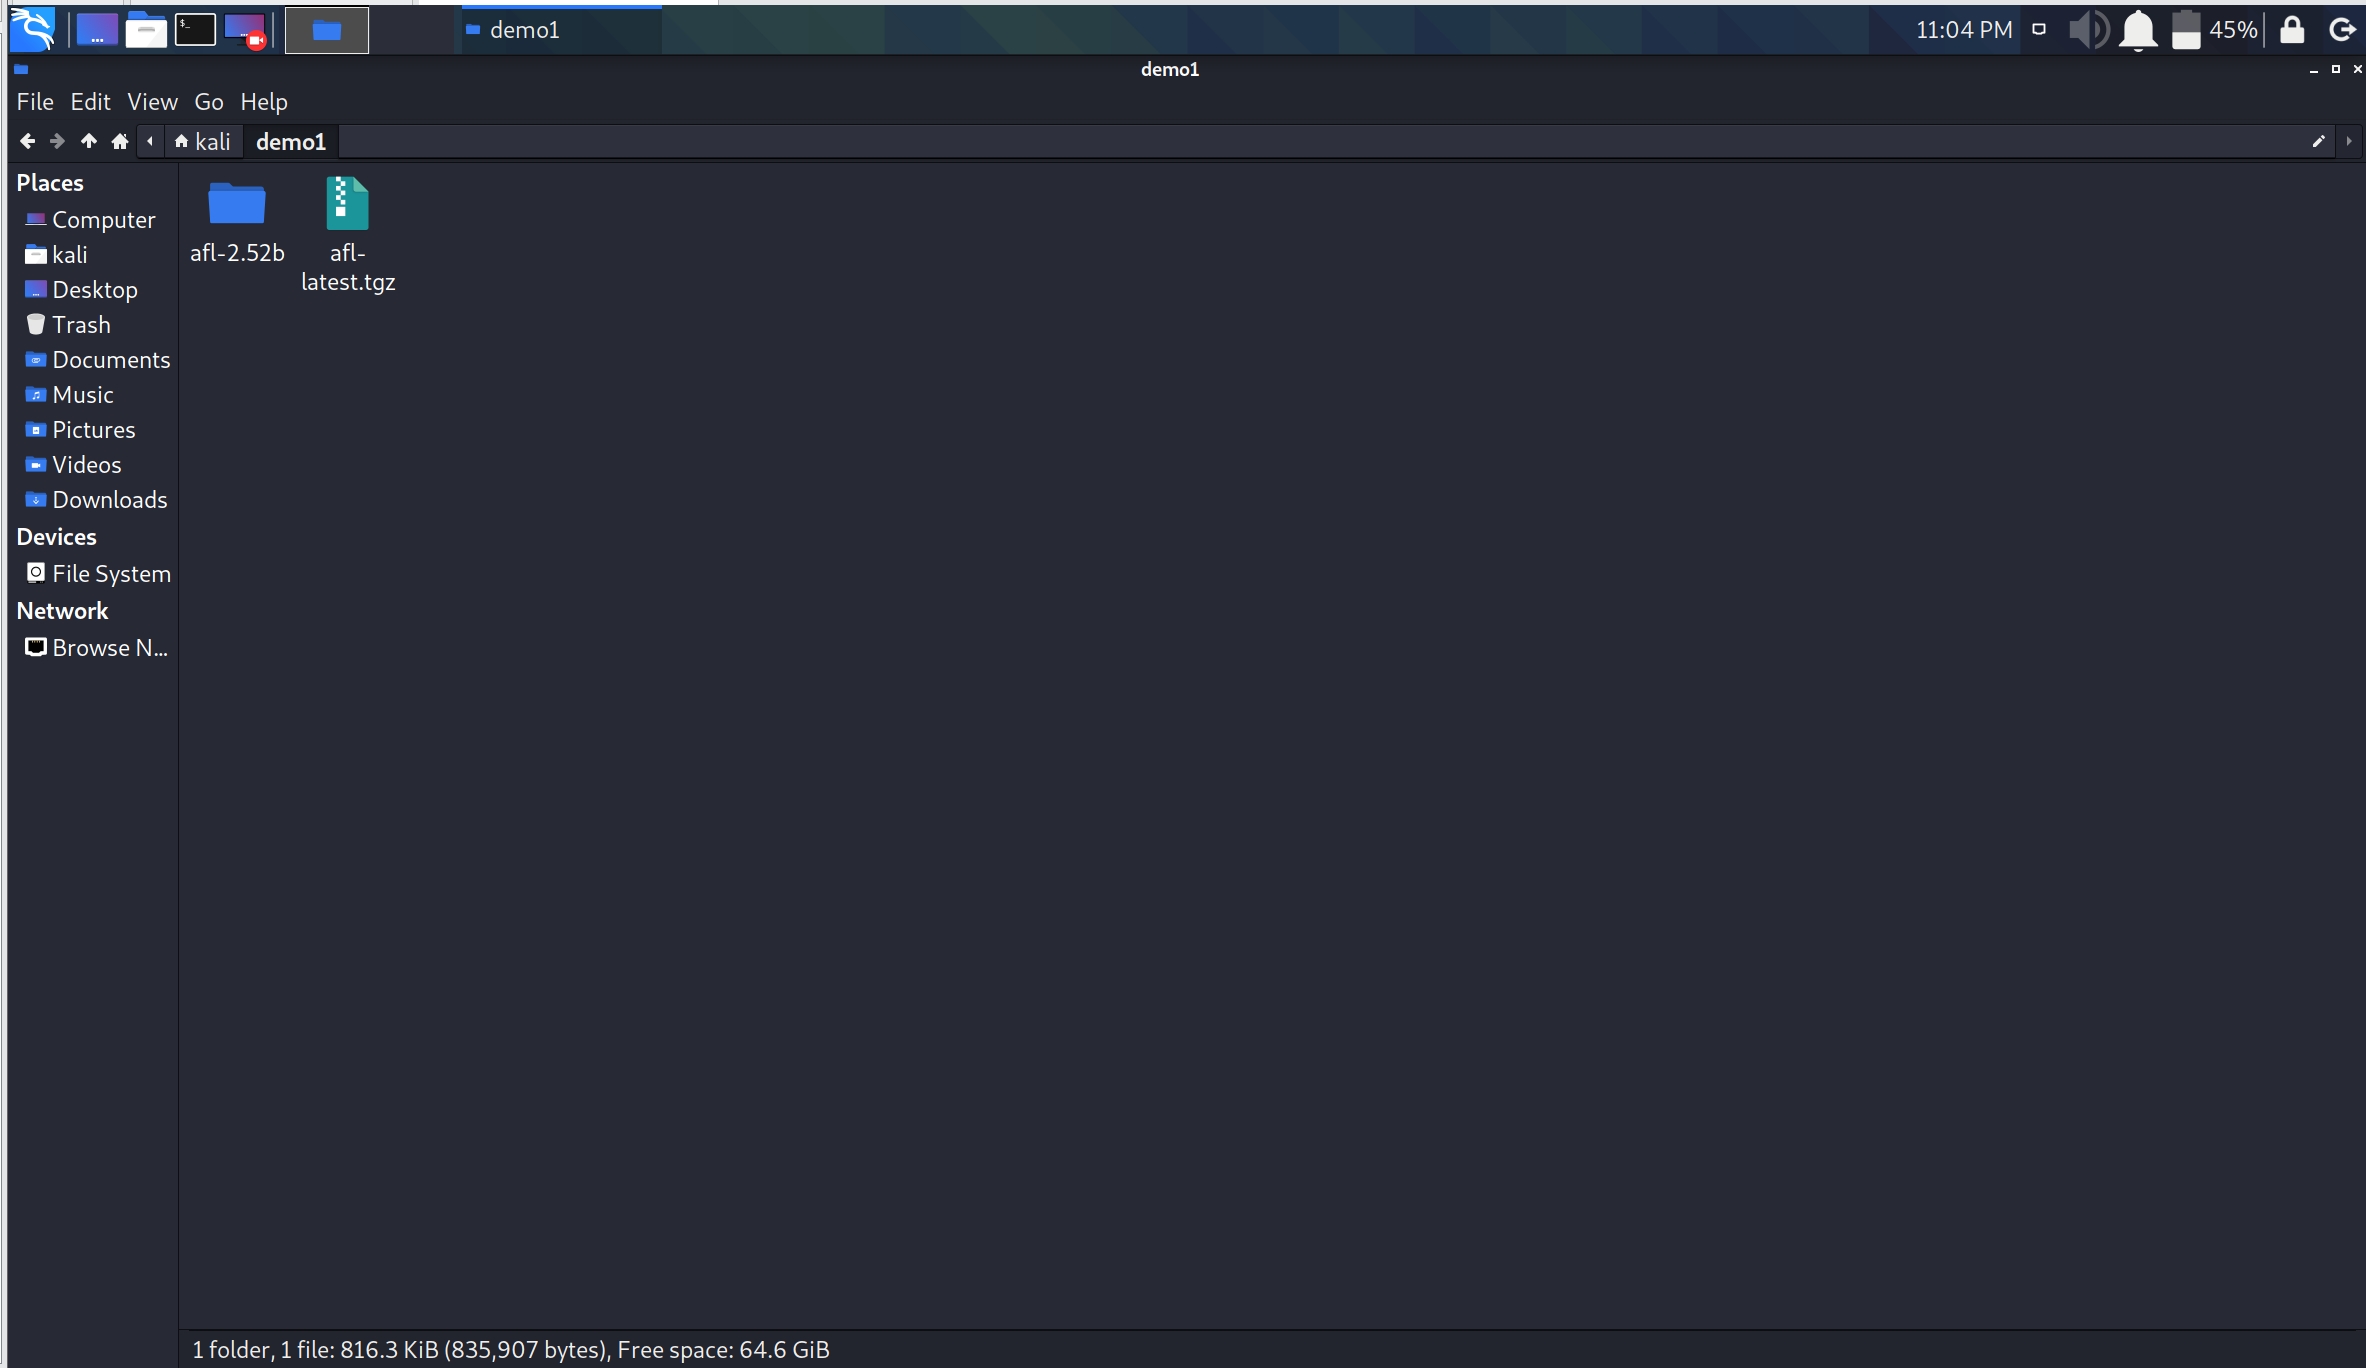 demo1
11:04 PM
45%
demo1
File Edit View Go Help
kali demo1
Places
Computer
kali
Desktop
Trash
Documents
Music
Pictures
Videos
Downloads
Devices
File System
Network
Browse N...
afl-2.52b
afl-
latest.tgz
1 folder, 1 file: 816.3 KiB (835,907 bytes), Free space: 64.6 GiB